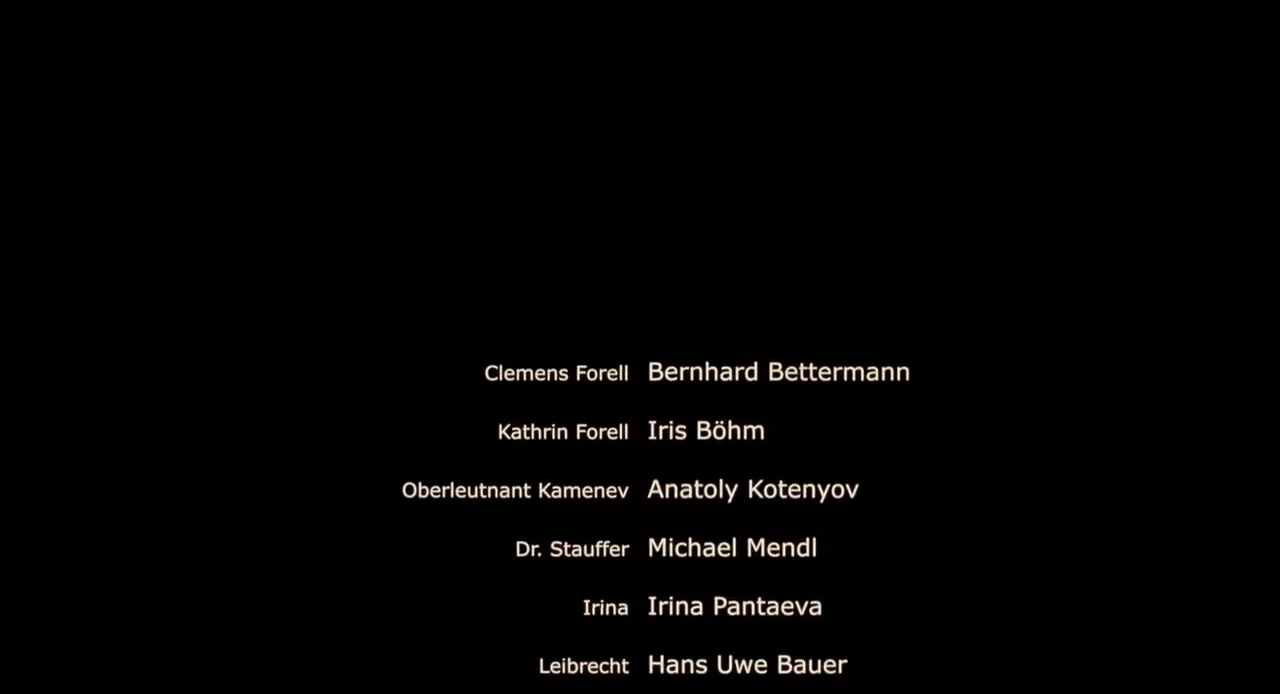 Clemens Forell Bernhard Bettermann
Kathrin Forell Iris Böhm
Oberleutnant Kamenev Anatoly Kotenyov
Dr. Stauffer Michael Mendl
Irina Irina Pantaeva
Leibrecht Hans Uwe Bauer